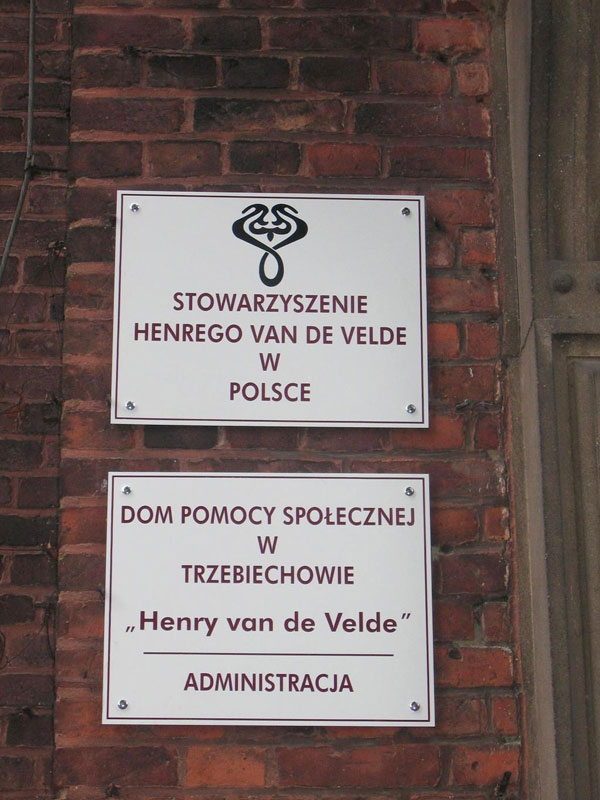 STOWARZYSZENIE
HENREGO VAN DE VELDE
W
POLSCE
DOM POMOCY SPOŁECZNEJ
W
TRZEBIECHOWIE
„Henry van de Velde”
ADMINISTRACJA